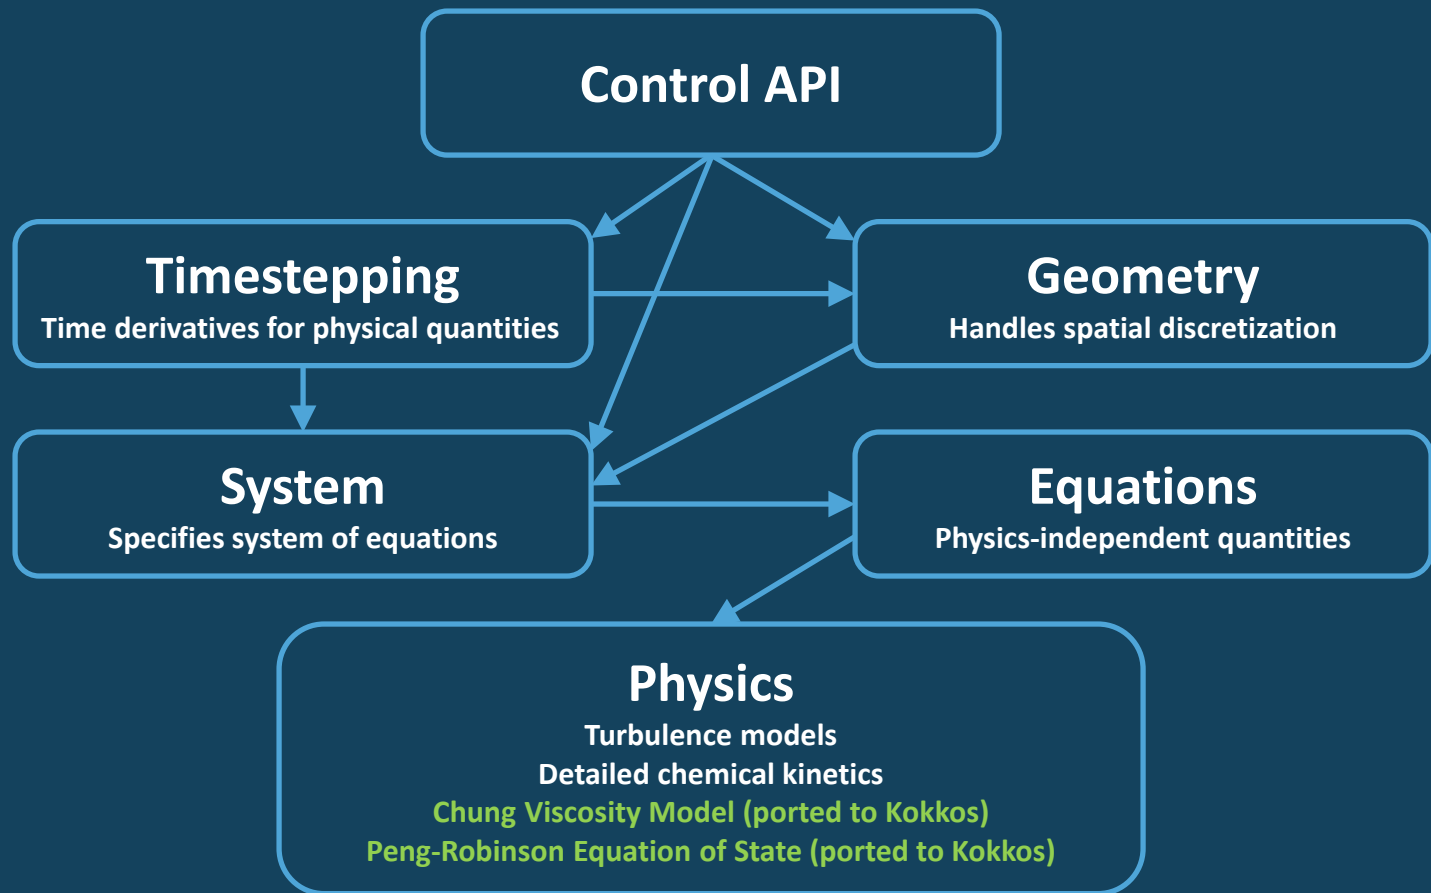 Control API
Timestepping
Time derivatives for physical quantities
Geometry
Handles spatial discretization
System
Specifies system of equations
Equations
Physics-independent quantities
Physics
Turbulence models
Detailed chemical kinetics
Chung Viscosity Model (ported to Kokkos)
Peng-Robinson Equation of State (ported to Kokkos)